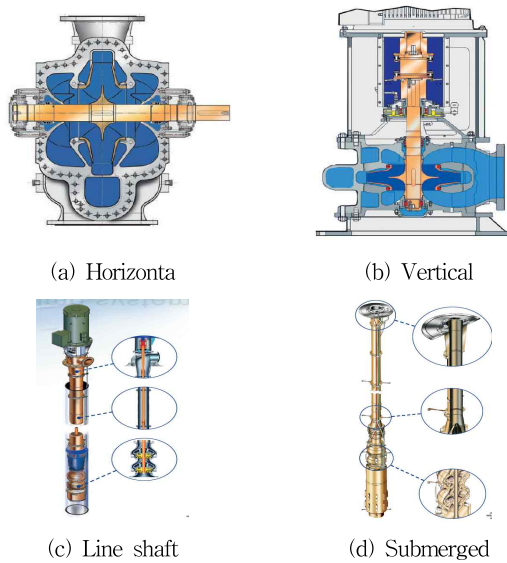 (a) Horizonta
(b) Vertical
(c) Line shaft
(d) Submerged